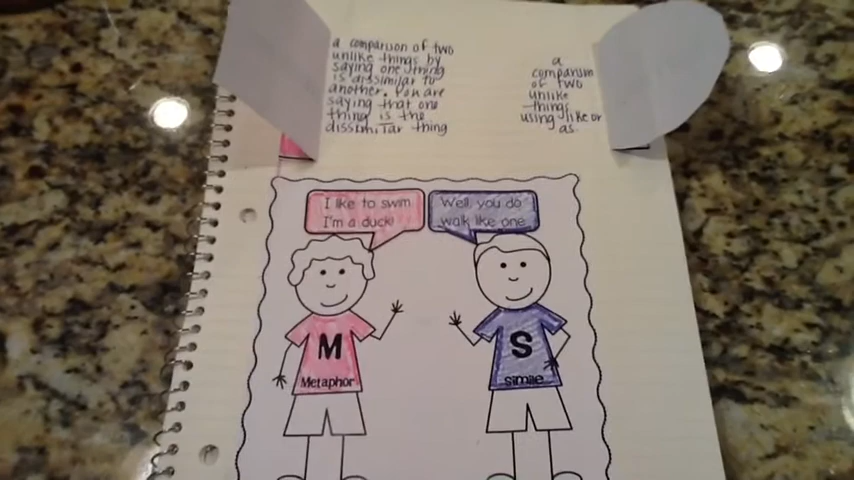 a comparison of two
unlike things by
saying one thing
is dissimilar to
another. You are
saying that one
thing is the
dissimilar thing
a
comparison
of two
unlike
things
using like or
as.
I like to swim
I'm a duck!
Well, you do
walk like one.
M
Metaphor
S
Simile